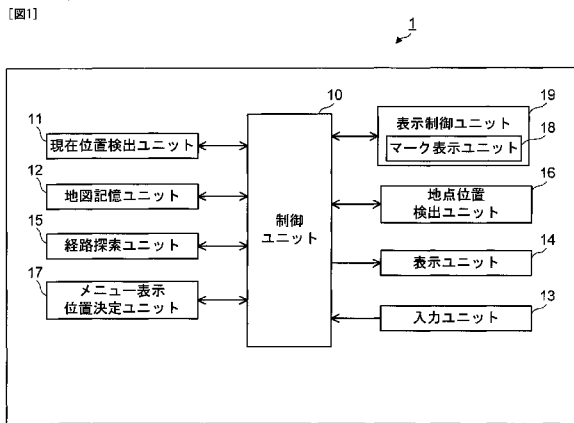 [図1]
1
10
11
現在位置検出ユニット
12
地図記憶ユニット
15
経路探索ユニット
17
メニュー表示
位置決定ユニット
制御
ユニット
19
表示制御ユニット
18
マーク表示ユニット
16
地点位置
検出ユニット
14
表示ユニット
13
入力ユニット